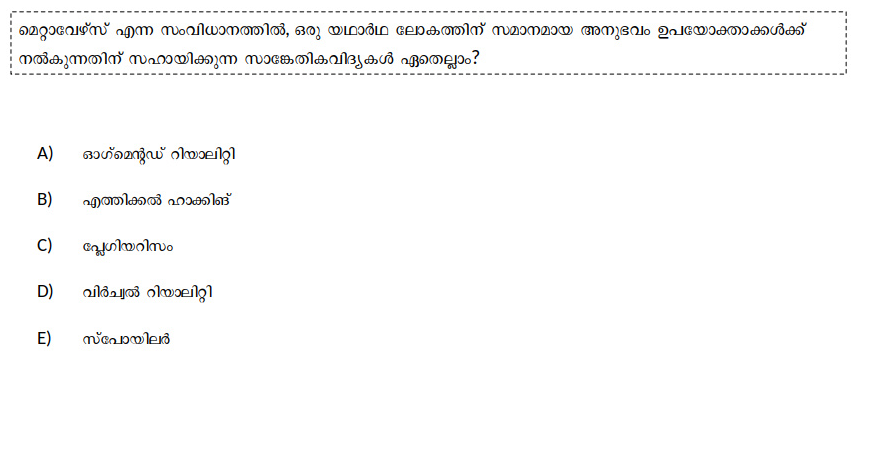 മെറ്റാവേഴ്സ് എന്ന സംവിധാനത്തിൽ, ഒരു യഥാർഥ ലോകത്തിന് സമാനമായ അനുഭവം ഉപയോക്താക്കൾക്ക്
നൽകുന്നതിന് സഹായിക്കുന്ന സാങ്കേതികവിദ്യകൾ ഏതെല്ലാം?
A) ഓഗ്‌മെന്റഡ് റിയാലിറ്റി
B) എത്തിക്കൽ ഹാക്കിങ്
C) പ്ലേഗിയറിസം
D) വിർച്വൽ റിയാലിറ്റി
E) സ്പോയിലർ